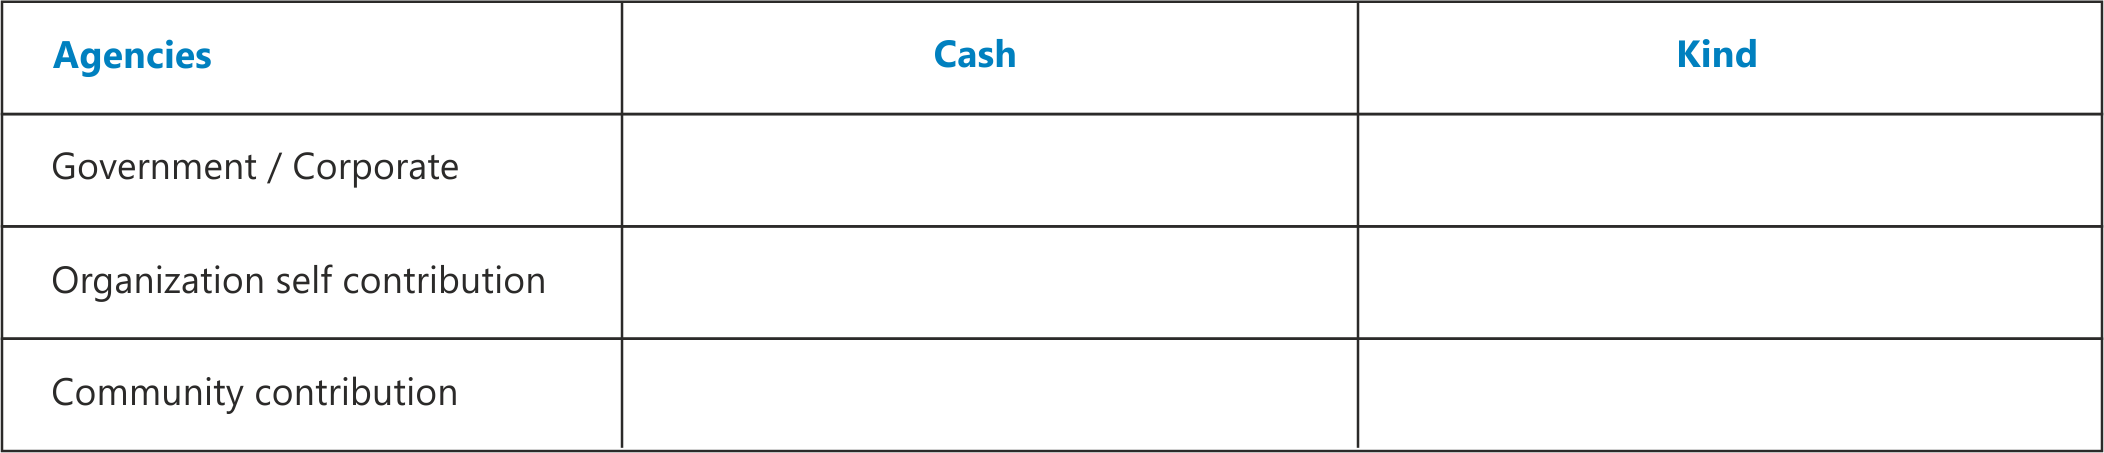 Agencies Cash Kind
Government / Corporate
Organization self contribution
Community contribution